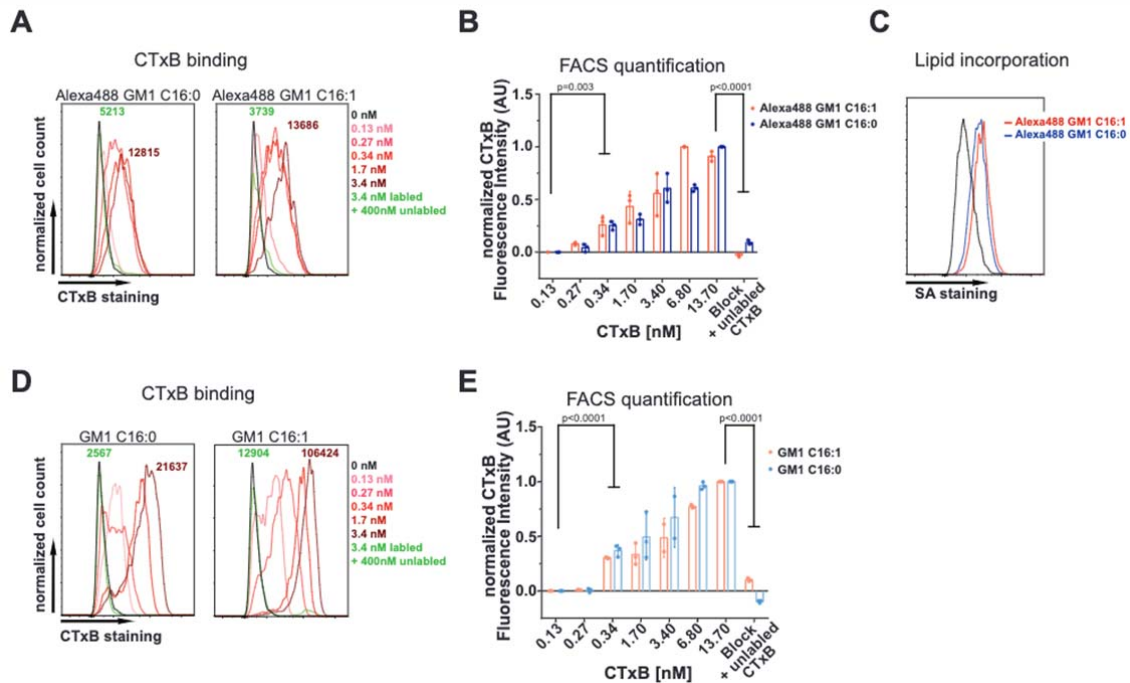 A
CTxB binding
Alexa488 GM1 C16:0
Alexa488 GM1 C16:1
5213
12815
3739
13686
0 nM
0.13 nM
0.27 nM
0.34 nM
1.7 nM
3.4 nM
3.4 nM labled
+ 400nM unlabled
normalized cell count
CTxB staining
B
FACS quantification
p=0.003
p<0.0001
Alexa488 GM1 C16:1
Alexa488 GM1 C16:0
normalized CTxB
Fluorescence Intensity (AU)
1.5
1.0
0.5
0.0
0.13
0.27
0.34
1.70
3.40
6.80
13.70
Block
+ unlabled
CTxB
CTxB [nM]
C
Lipid incorporation
Alexa488 GM1 C16:1
Alexa488 GM1 C16:0
SA staining
D
CTxB binding
GM1 C16:0
GM1 C16:1
2567
21637
12904
106424
0 nM
0.13 nM
0.27 nM
0.34 nM
1.7 nM
3.4 nM
3.4 nM labled
+ 400nM unlabled
normalized cell count
CTxB staining
E
FACS quantification
p<0.0001
p<0.0001
GM1 C16:1
GM1 C16:0
normalized CTxB
Fluorescence Intensity (AU)
1.5
1.0
0.5
0.0
0.13
0.27
0.34
1.70
3.40
6.80
13.70
Block
+ unlabled
CTxB
CTxB [nM]